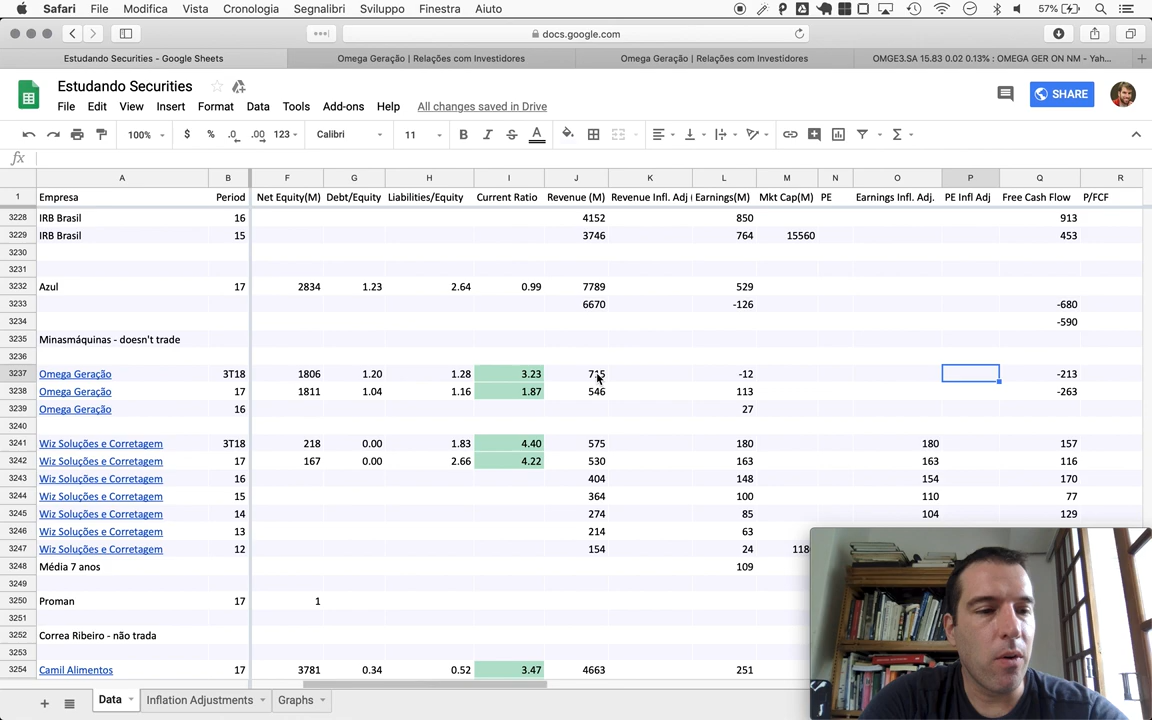 Safari File Modifica Vista Cronologia Segnalibri Sviluppo Finestra Aiuto 57%
docs.google.com
Estudando Securities - Google Sheets Omega Geração | Relações com Investidores Omega Geração | Relações com Investidores OMGE3.SA 15.83 0.02 0.13% : OMEGA GER ON NM - Yah...
Estudando Securities
File Edit View Insert Format Data Tools Add-ons Help All changes saved in Drive SHARE
100% $ % .0 .00 123 Calibri 11 B I S A
fx
A B F G H I J K L M N O P Q R
1 Empresa Period Net Equity(M) Debt/Equity Liabilities/Equity Current Ratio Revenue (M) Revenue Infl. Adj Earnings(M) Mkt Cap(M) PE Earnings Infl. Adj. PE Infl Adj Free Cash Flow P/FCF
3228 IRB Brasil 16 4152 850 913
3229 IRB Brasil 15 3746 764 15560 453
3230
3231
3232 Azul 17 2834 1.23 2.64 0.99 7789 529
3233 6670 -126 -680
3234 -590
3235 Minasmáquinas - doesn't trade
3236
3237 Omega Geração 3T18 1806 1.20 1.28 3.23 715 -12 -213
3238 Omega Geração 17 1811 1.04 1.16 1.87 546 113 -263
3239 Omega Geração 16 27
3240
3241 Wiz Soluções e Corretagem 3T18 218 0.00 1.83 4.40 575 180 180 157
3242 Wiz Soluções e Corretagem 17 167 0.00 2.66 4.22 530 163 163 116
3243 Wiz Soluções e Corretagem 16 404 148 154 170
3244 Wiz Soluções e Corretagem 15 364 100 110 77
3245 Wiz Soluções e Corretagem 14 274 85 104 129
3246 Wiz Soluções e Corretagem 13 214 63
3247 Wiz Soluções e Corretagem 12 154 24 118
3248 Média 7 anos 109
3249
3250 Proman 17 1
3251
3252 Correa Ribeiro - não trada
3253
3254 Camil Alimentos 17 3781 0.34 0.52 3.47 4663 251
Data Inflation Adjustments Graphs